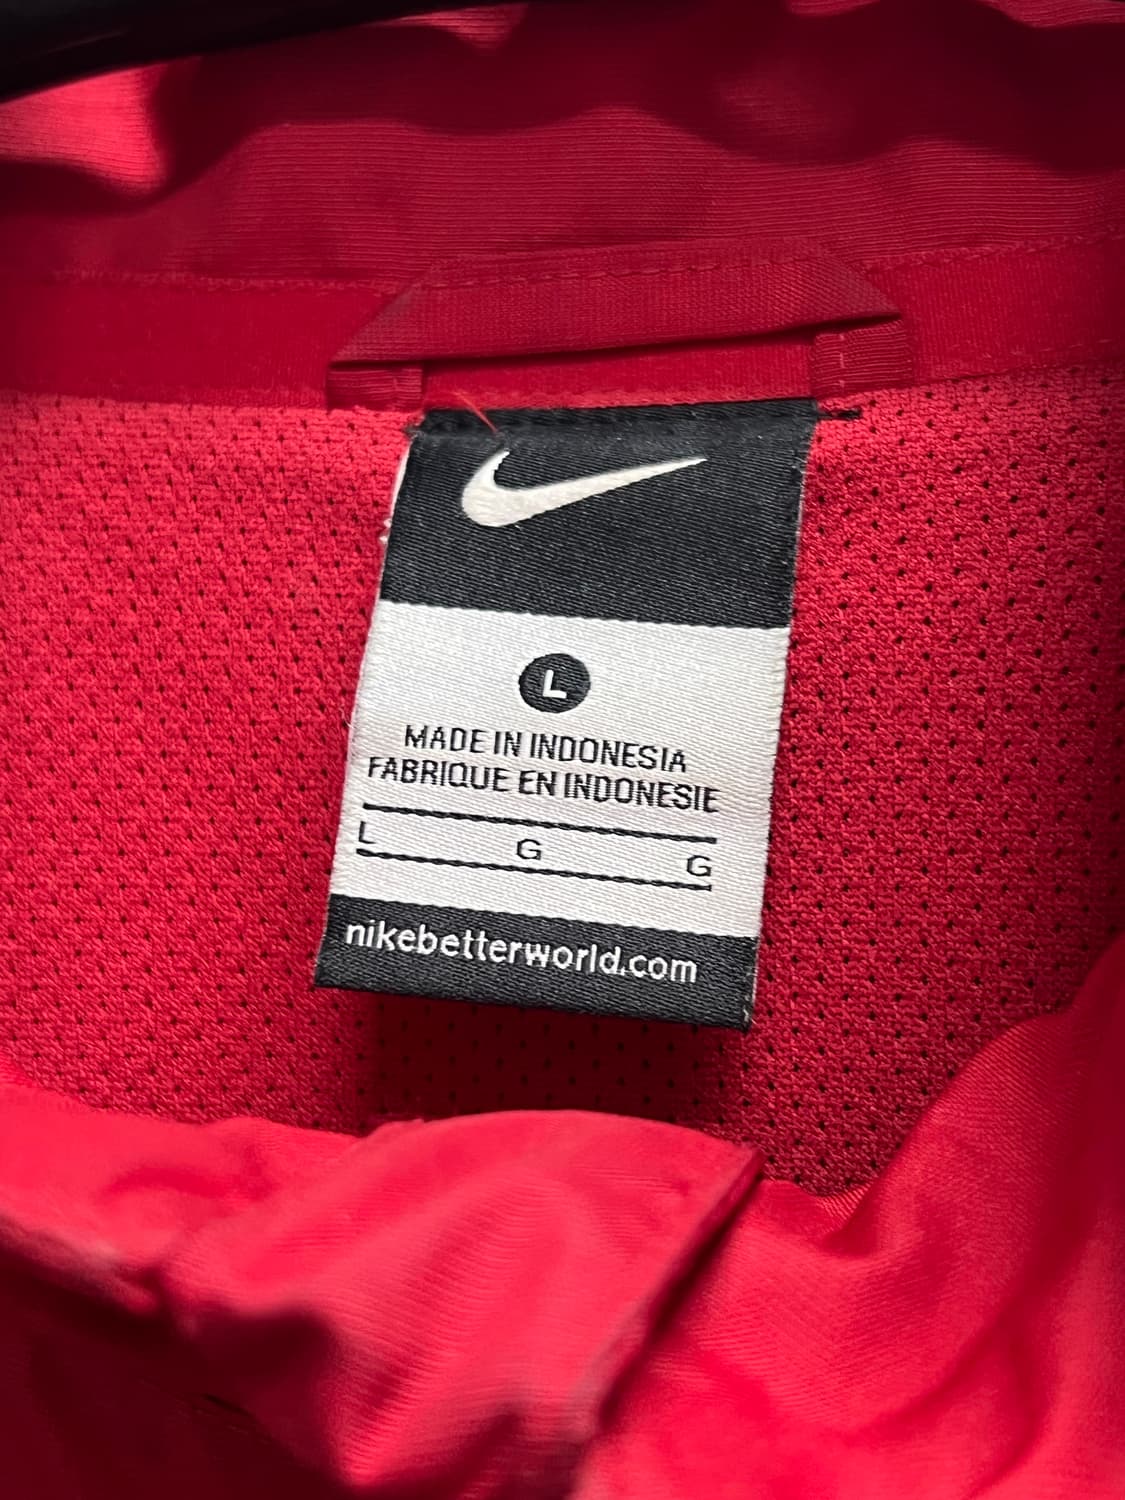 L
MADE IN INDONESIA
FABRIQUE EN INDONESIE
L G G
nikebetterworld.com